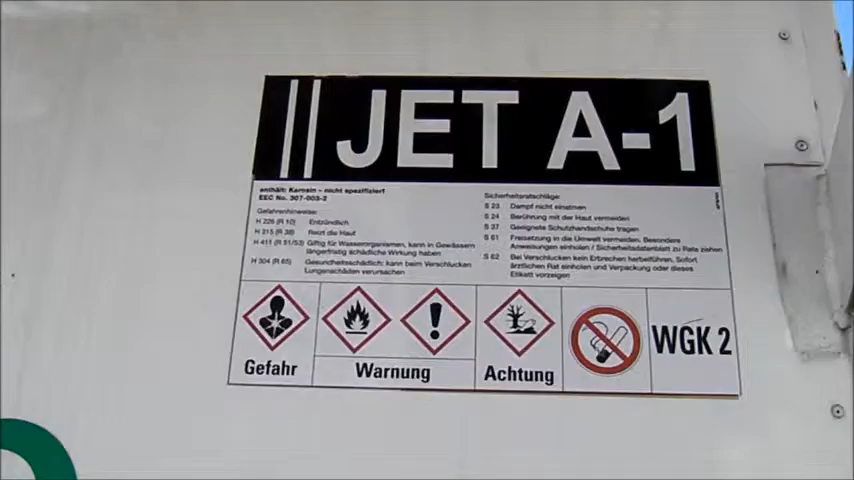 JET A-1
enthält: Kerosin – nicht spezifiziert
EEC No. 307-003-2
Gefahrenhinweise:
H 226 (R 10) Entzündlich
H 315 (R 38) Reizt die Haut
H 411 (R 51/53) Giftig für Wasserorganismen, kann in Gewässern
längerfristig schädliche Wirkung haben
H 304 (R 65) Gesundheitsschädlich: kann beim Verschlucken
Lungenschäden verursachen
Sicherheitsratschläge:
S 23 Dampf nicht einatmen
S 24 Berührung mit der Haut vermeiden
S 37 Geeignete Schutzhandschuhe tragen
S 61 Freisetzung in die Umwelt vermeiden. Besondere
Anweisungen einholen / Sicherheitsdatenblatt zu Rate ziehen
S 62 Bei Verschlucken kein Erbrechen herbeiführen. Sofort
ärztlichen Rat einholen und Verpackung oder dieses
Etikett vorzeigen
Gefahr
Warnung
Achtung
WGK 2